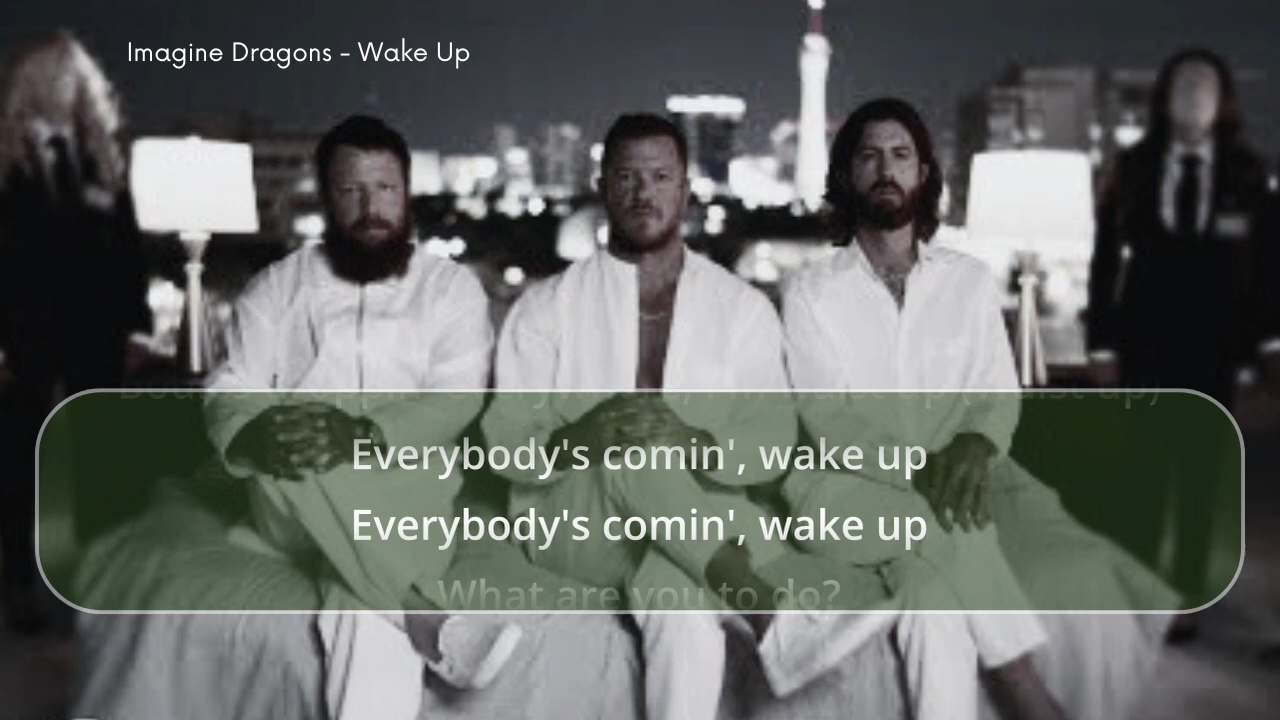 Imagine Dragons - Wake Up
Everybody's comin', wake up
Everybody's comin', wake up
What are you to do?